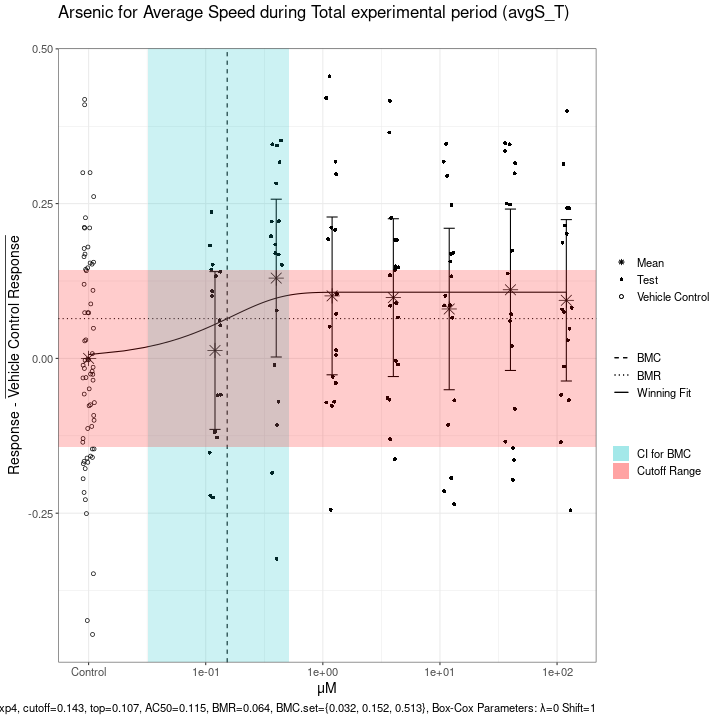 Arsenic for Average Speed during Total experimental period (avgS_T)
Response - Vehicle Control Response
0.50
0.25
0.00
-0.25
Control
1e-01
1e+00
1e+01
1e+02
µM
Mean
Test
Vehicle Control
BMC
BMR
Winning Fit
CI for BMC
Cutoff Range
xp4, cutoff=0.143, top=0.107, AC50=0.115, BMR=0.064, BMC.set={0.032, 0.152, 0.513}, Box-Cox Parameters: λ=0 Shift=1